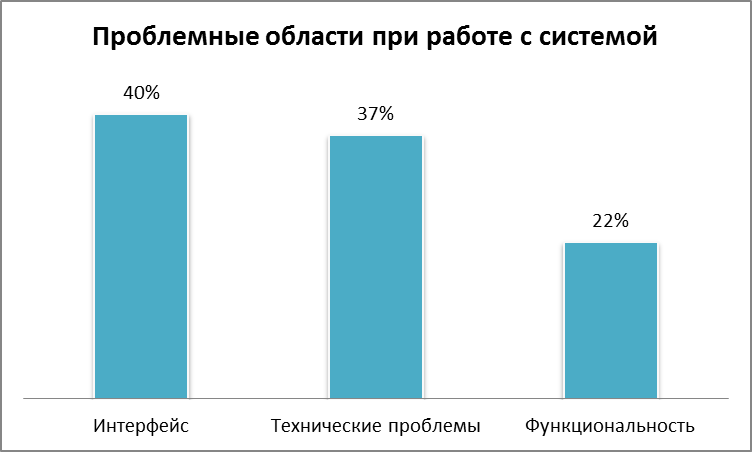 Проблемные области при работе с системой
40%
37%
22%
Интерфейс
Технические проблемы
Функциональность